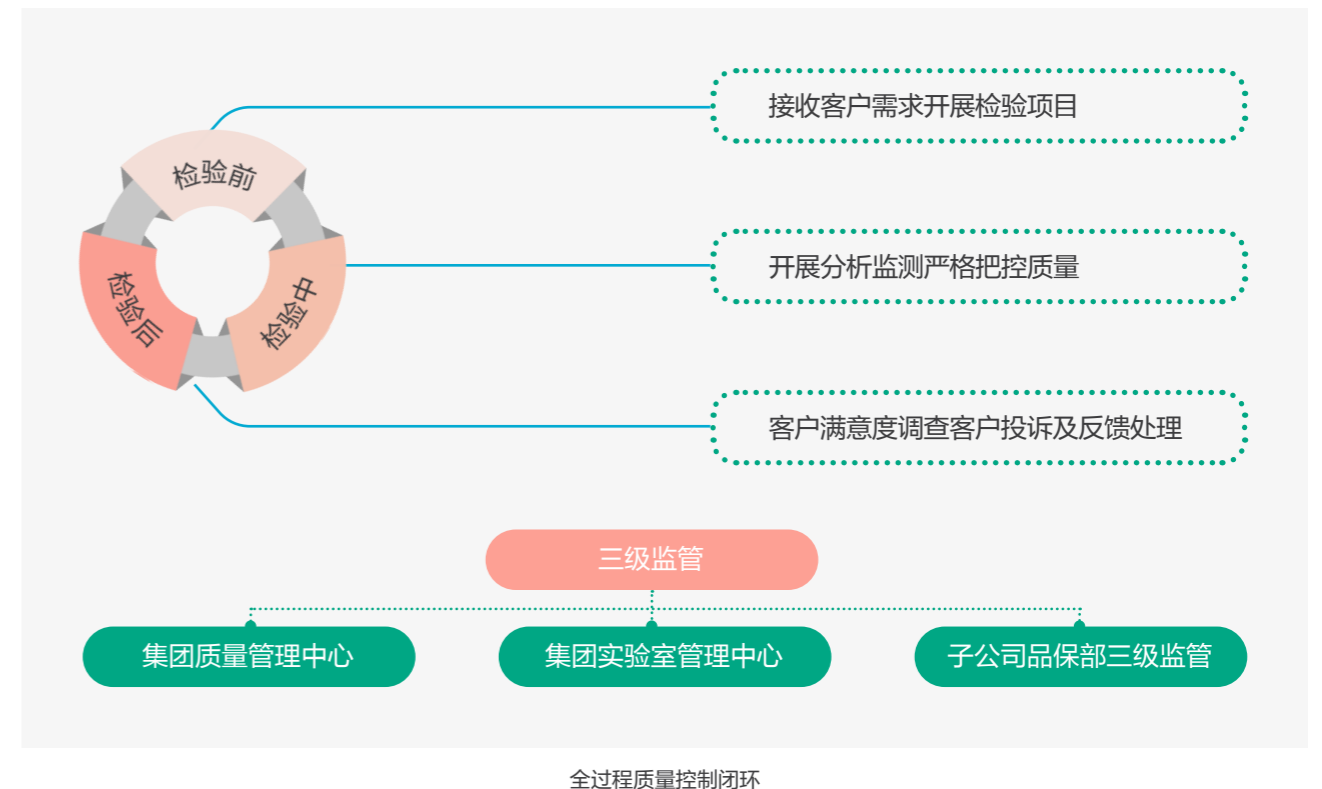 检验前
接收客户需求开展检验项目
检验中
开展分析监测严格把控质量
检验后
客户满意度调查客户投诉及反馈处理
三级监管
集团质量管理中心
集团实验室管理中心
子公司品保部三级监管
全过程质量控制闭环